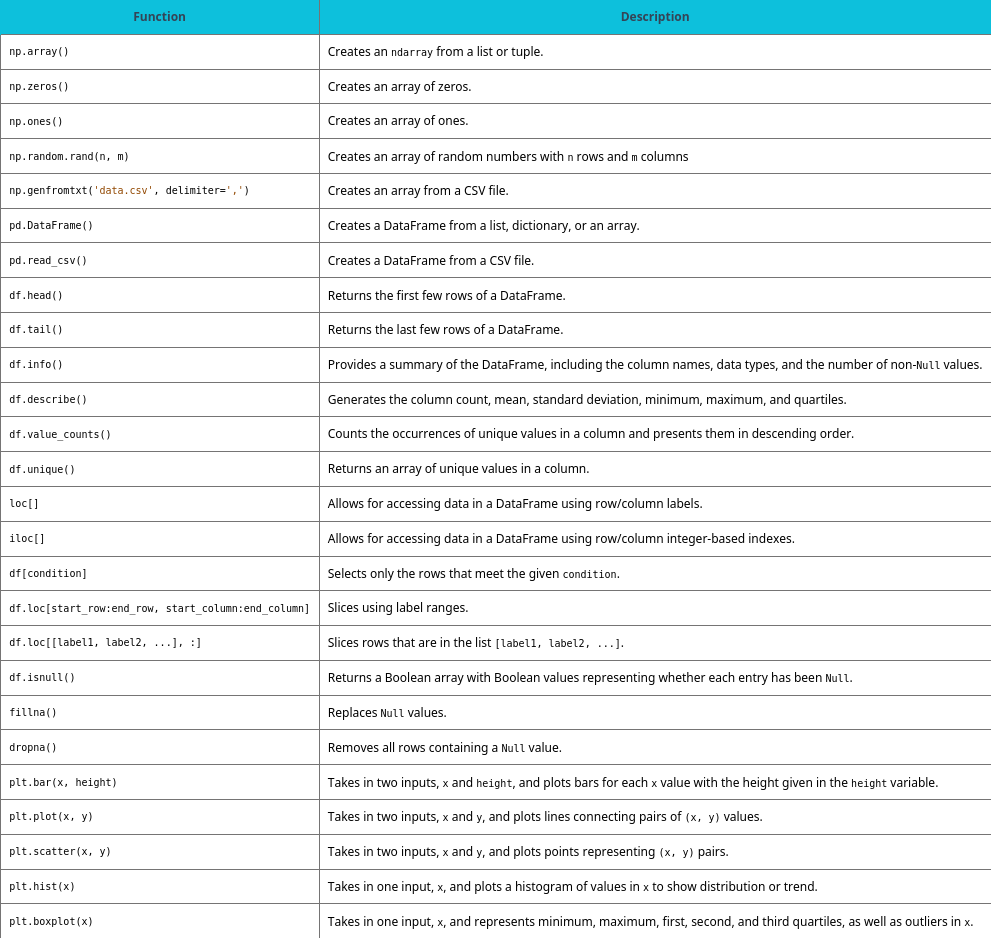 Function Description
np.array() Creates an ndarray from a list or tuple.
np.zeros() Creates an array of zeros.
np.ones() Creates an array of ones.
np.random.rand(n, m) Creates an array of random numbers with n rows and m columns
np.genfromtxt('data.csv', delimiter=',') Creates an array from a CSV file.
pd.DataFrame() Creates a DataFrame from a list, dictionary, or an array.
pd.read_csv() Creates a DataFrame from a CSV file.
df.head() Returns the first few rows of a DataFrame.
df.tail() Returns the last few rows of a DataFrame.
df.info() Provides a summary of the DataFrame, including the column names, data types, and the number of non-Null values.
df.describe() Generates the column count, mean, standard deviation, minimum, maximum, and quartiles.
df.value_counts() Counts the occurrences of unique values in a column and presents them in descending order.
df.unique() Returns an array of unique values in a column.
loc[] Allows for accessing data in a DataFrame using row/column labels.
iloc[] Allows for accessing data in a DataFrame using row/column integer-based indexes.
df[condition] Selects only the rows that meet the given condition.
df.loc[start_row:end_row, start_column:end_column] Slices using label ranges.
df.loc[[label1, label2, ...], :] Slices rows that are in the list [label1, label2, ...].
df.isnull() Returns a Boolean array with Boolean values representing whether each entry has been Null.
fillna() Replaces Null values.
dropna() Removes all rows containing a Null value.
plt.bar(x, height) Takes in two inputs, x and height, and plots bars for each x value with the height given in the height variable.
plt.plot(x, y) Takes in two inputs, x and y, and plots lines connecting pairs of (x, y) values.
plt.scatter(x, y) Takes in two inputs, x and y, and plots points representing (x, y) pairs.
plt.hist(x) Takes in one input, x, and plots a histogram of values in x to show distribution or trend.
plt.boxplot(x) Takes in one input, x, and represents minimum, maximum, first, second, and third quartiles, as well as outliers in x.